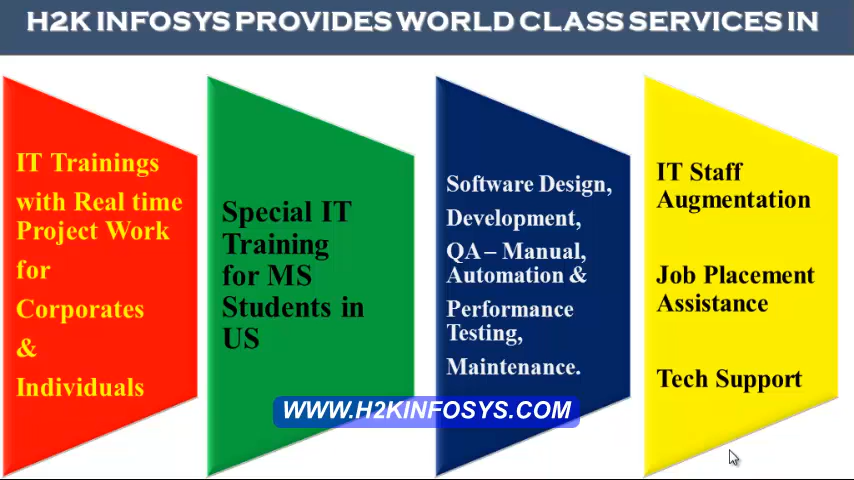 H2K INFOSYS PROVIDES WORLD CLASS SERVICES IN
IT Trainings
with Real time
Project Work
for
Corporates
&
Individuals
Special IT
Training
for MS
Students in
US
Software Design,
Development,
QA – Manual,
Automation &
Performance
Testing,
Maintenance.
IT Staff
Augmentation
Job Placement
Assistance
Tech Support
WWW.H2KINFOSYS.COM